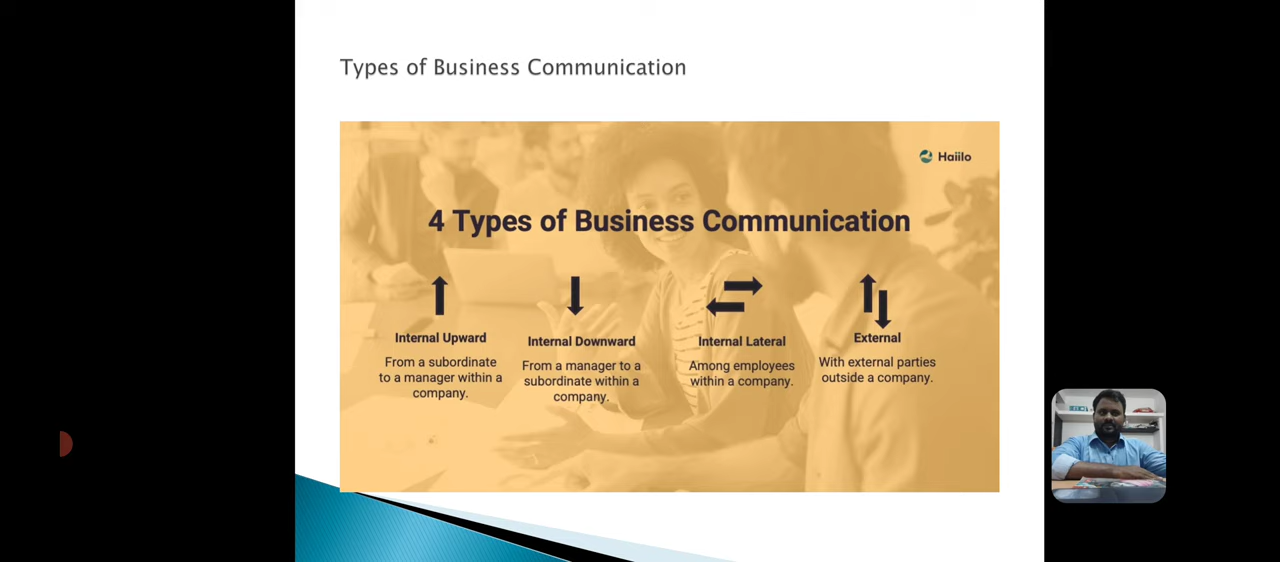 Types of Business Communication
Haiilo
4 Types of Business Communication
Internal Upward
From a subordinate
to a manager within a
company.
Internal Downward
From a manager to a
subordinate within a
company.
Internal Lateral
Among employees
within a company.
External
With external parties
outside a company.